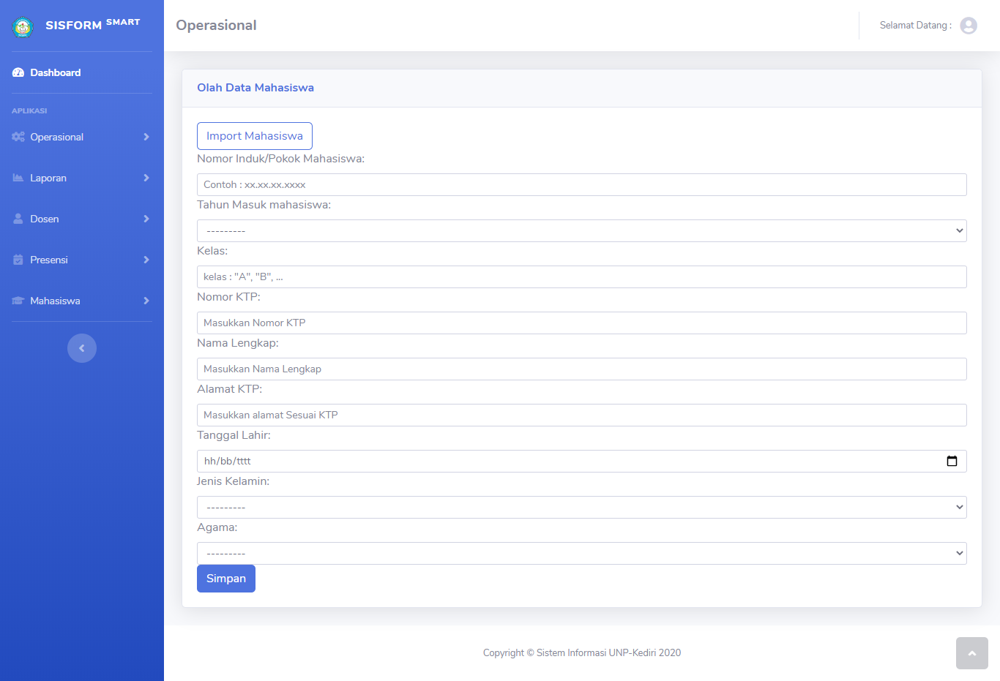 SISFORM SMART
Dashboard
APLIKASI
Operasional
Laporan
Dosen
Presensi
Mahasiswa
Operasional
Selamat Datang :
Olah Data Mahasiswa
Import Mahasiswa
Nomor Induk/Pokok Mahasiswa:
Contoh : xx.xx.xx.xxxx
Tahun Masuk mahasiswa:
---------
Kelas:
kelas : "A", "B", ...
Nomor KTP:
Masukkan Nomor KTP
Nama Lengkap:
Masukkan Nama Lengkap
Alamat KTP:
Masukkan alamat Sesuai KTP
Tanggal Lahir:
hh/bb/tttt
Jenis Kelamin:
---------
Agama:
---------
Simpan
Copyright © Sistem Informasi UNP-Kediri 2020